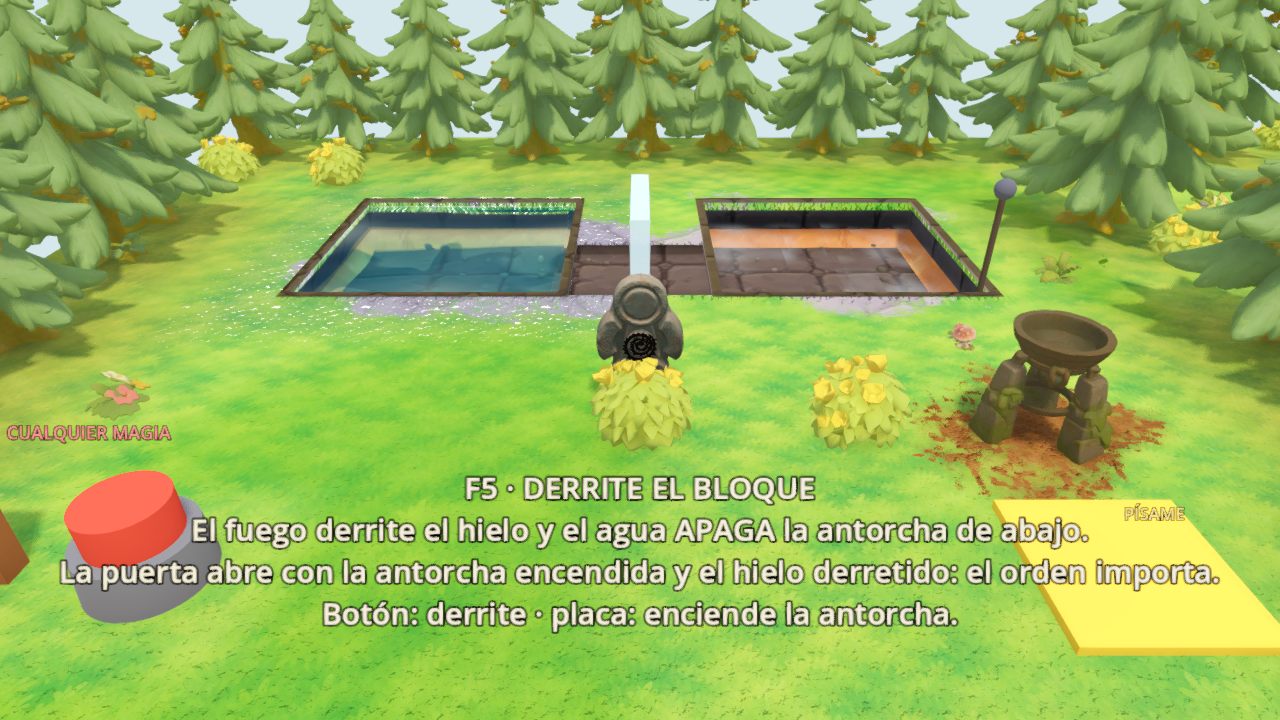 CUALQUIER MAGIA
F5 · DERRITE EL BLOQUE
PÍSAME
El fuego derrite el hielo y el agua APAGA la antorcha de abajo.
La puerta abre con la antorcha encendida y el hielo derretido: el orden importa.
Botón: derrite · placa: enciende la antorcha.